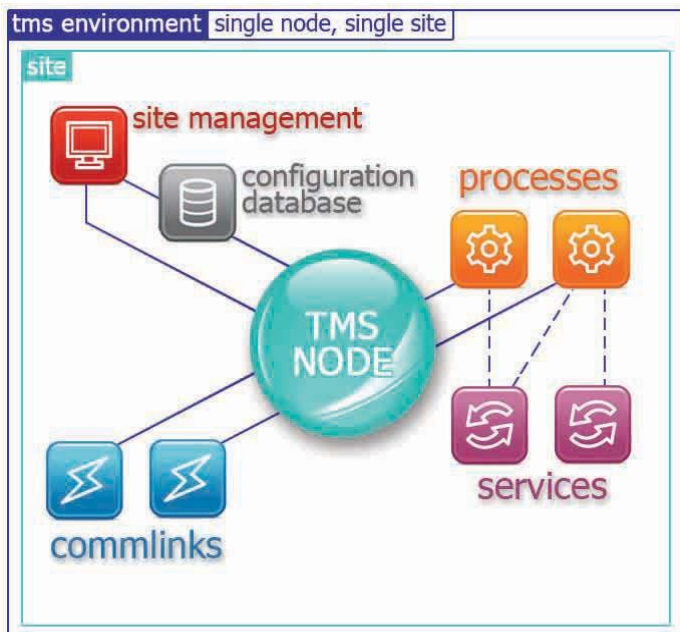 tms environment single node, single site
site
site management
configuration
database
processes
TMS
NODE
services
commlinks